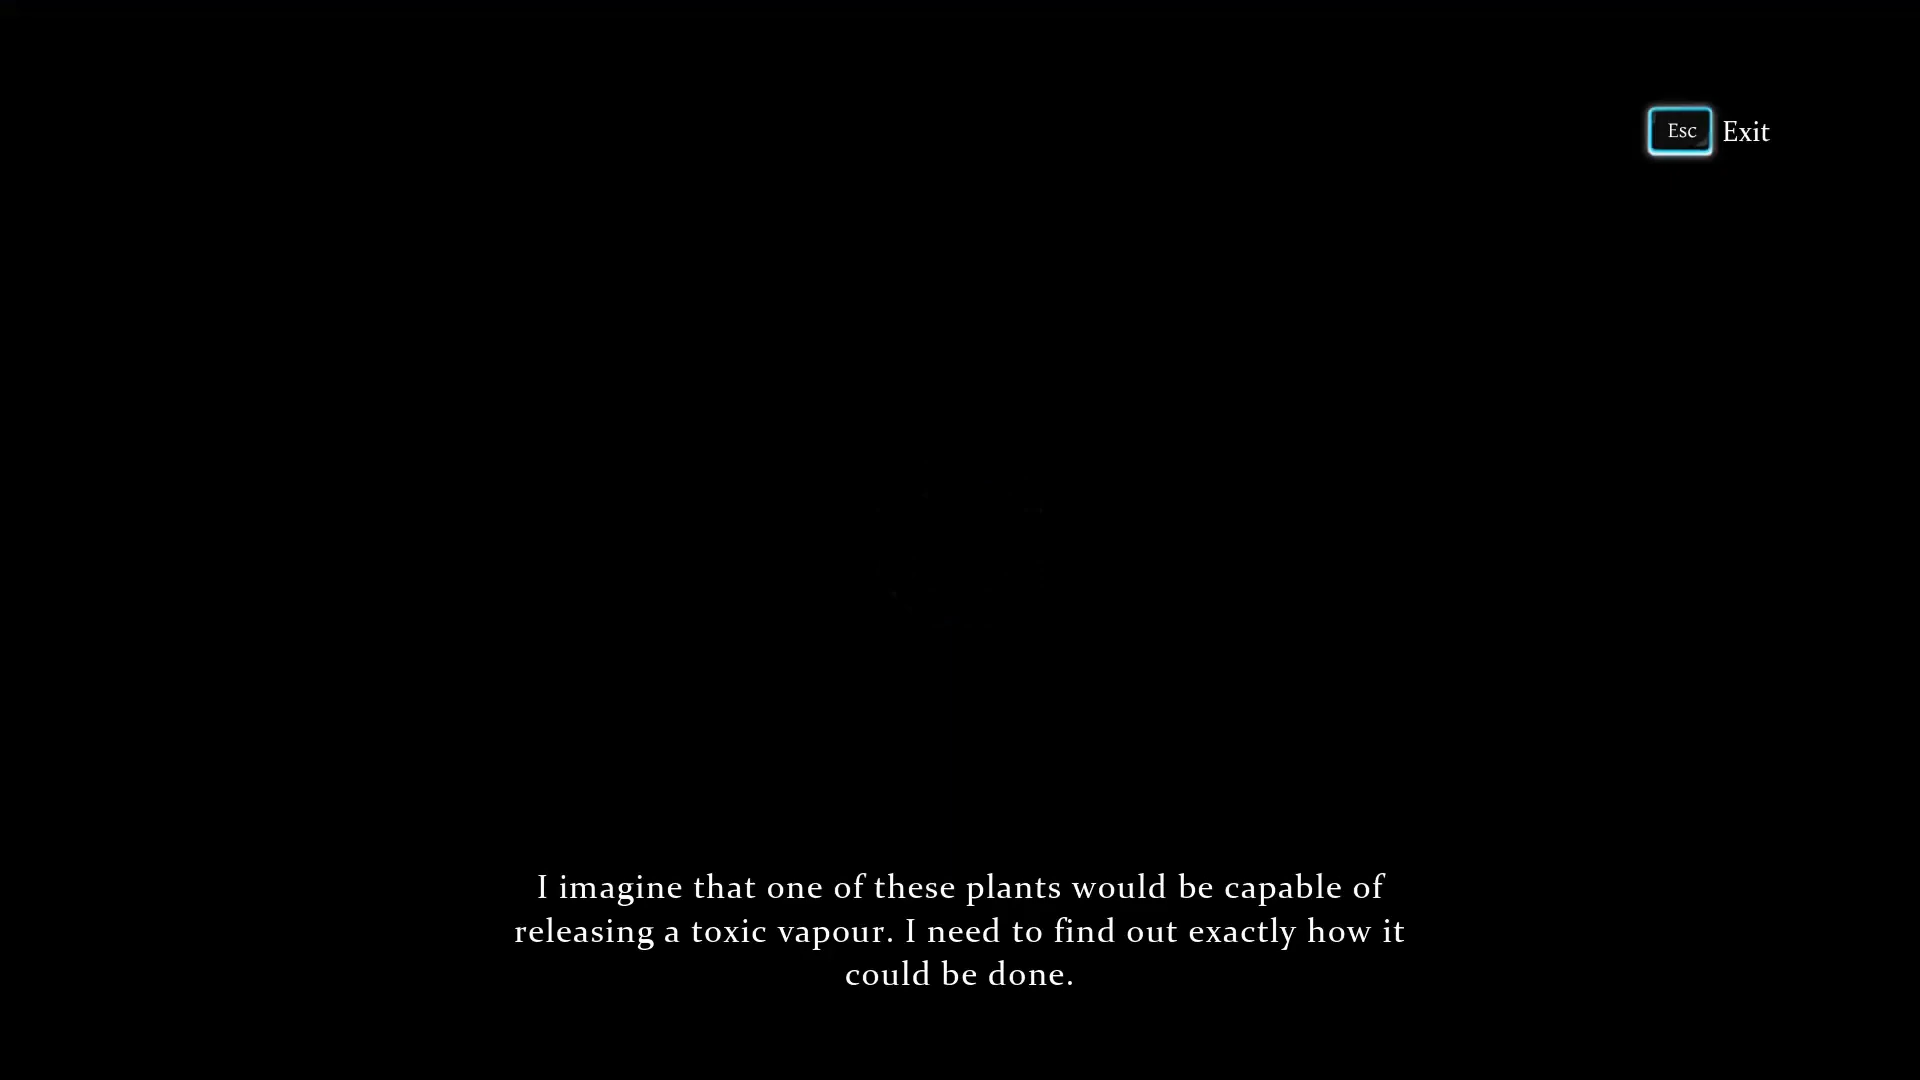 Esc Exit
I imagine that one of these plants would be capable of
releasing a toxic vapour. I need to find out exactly how it
could be done.